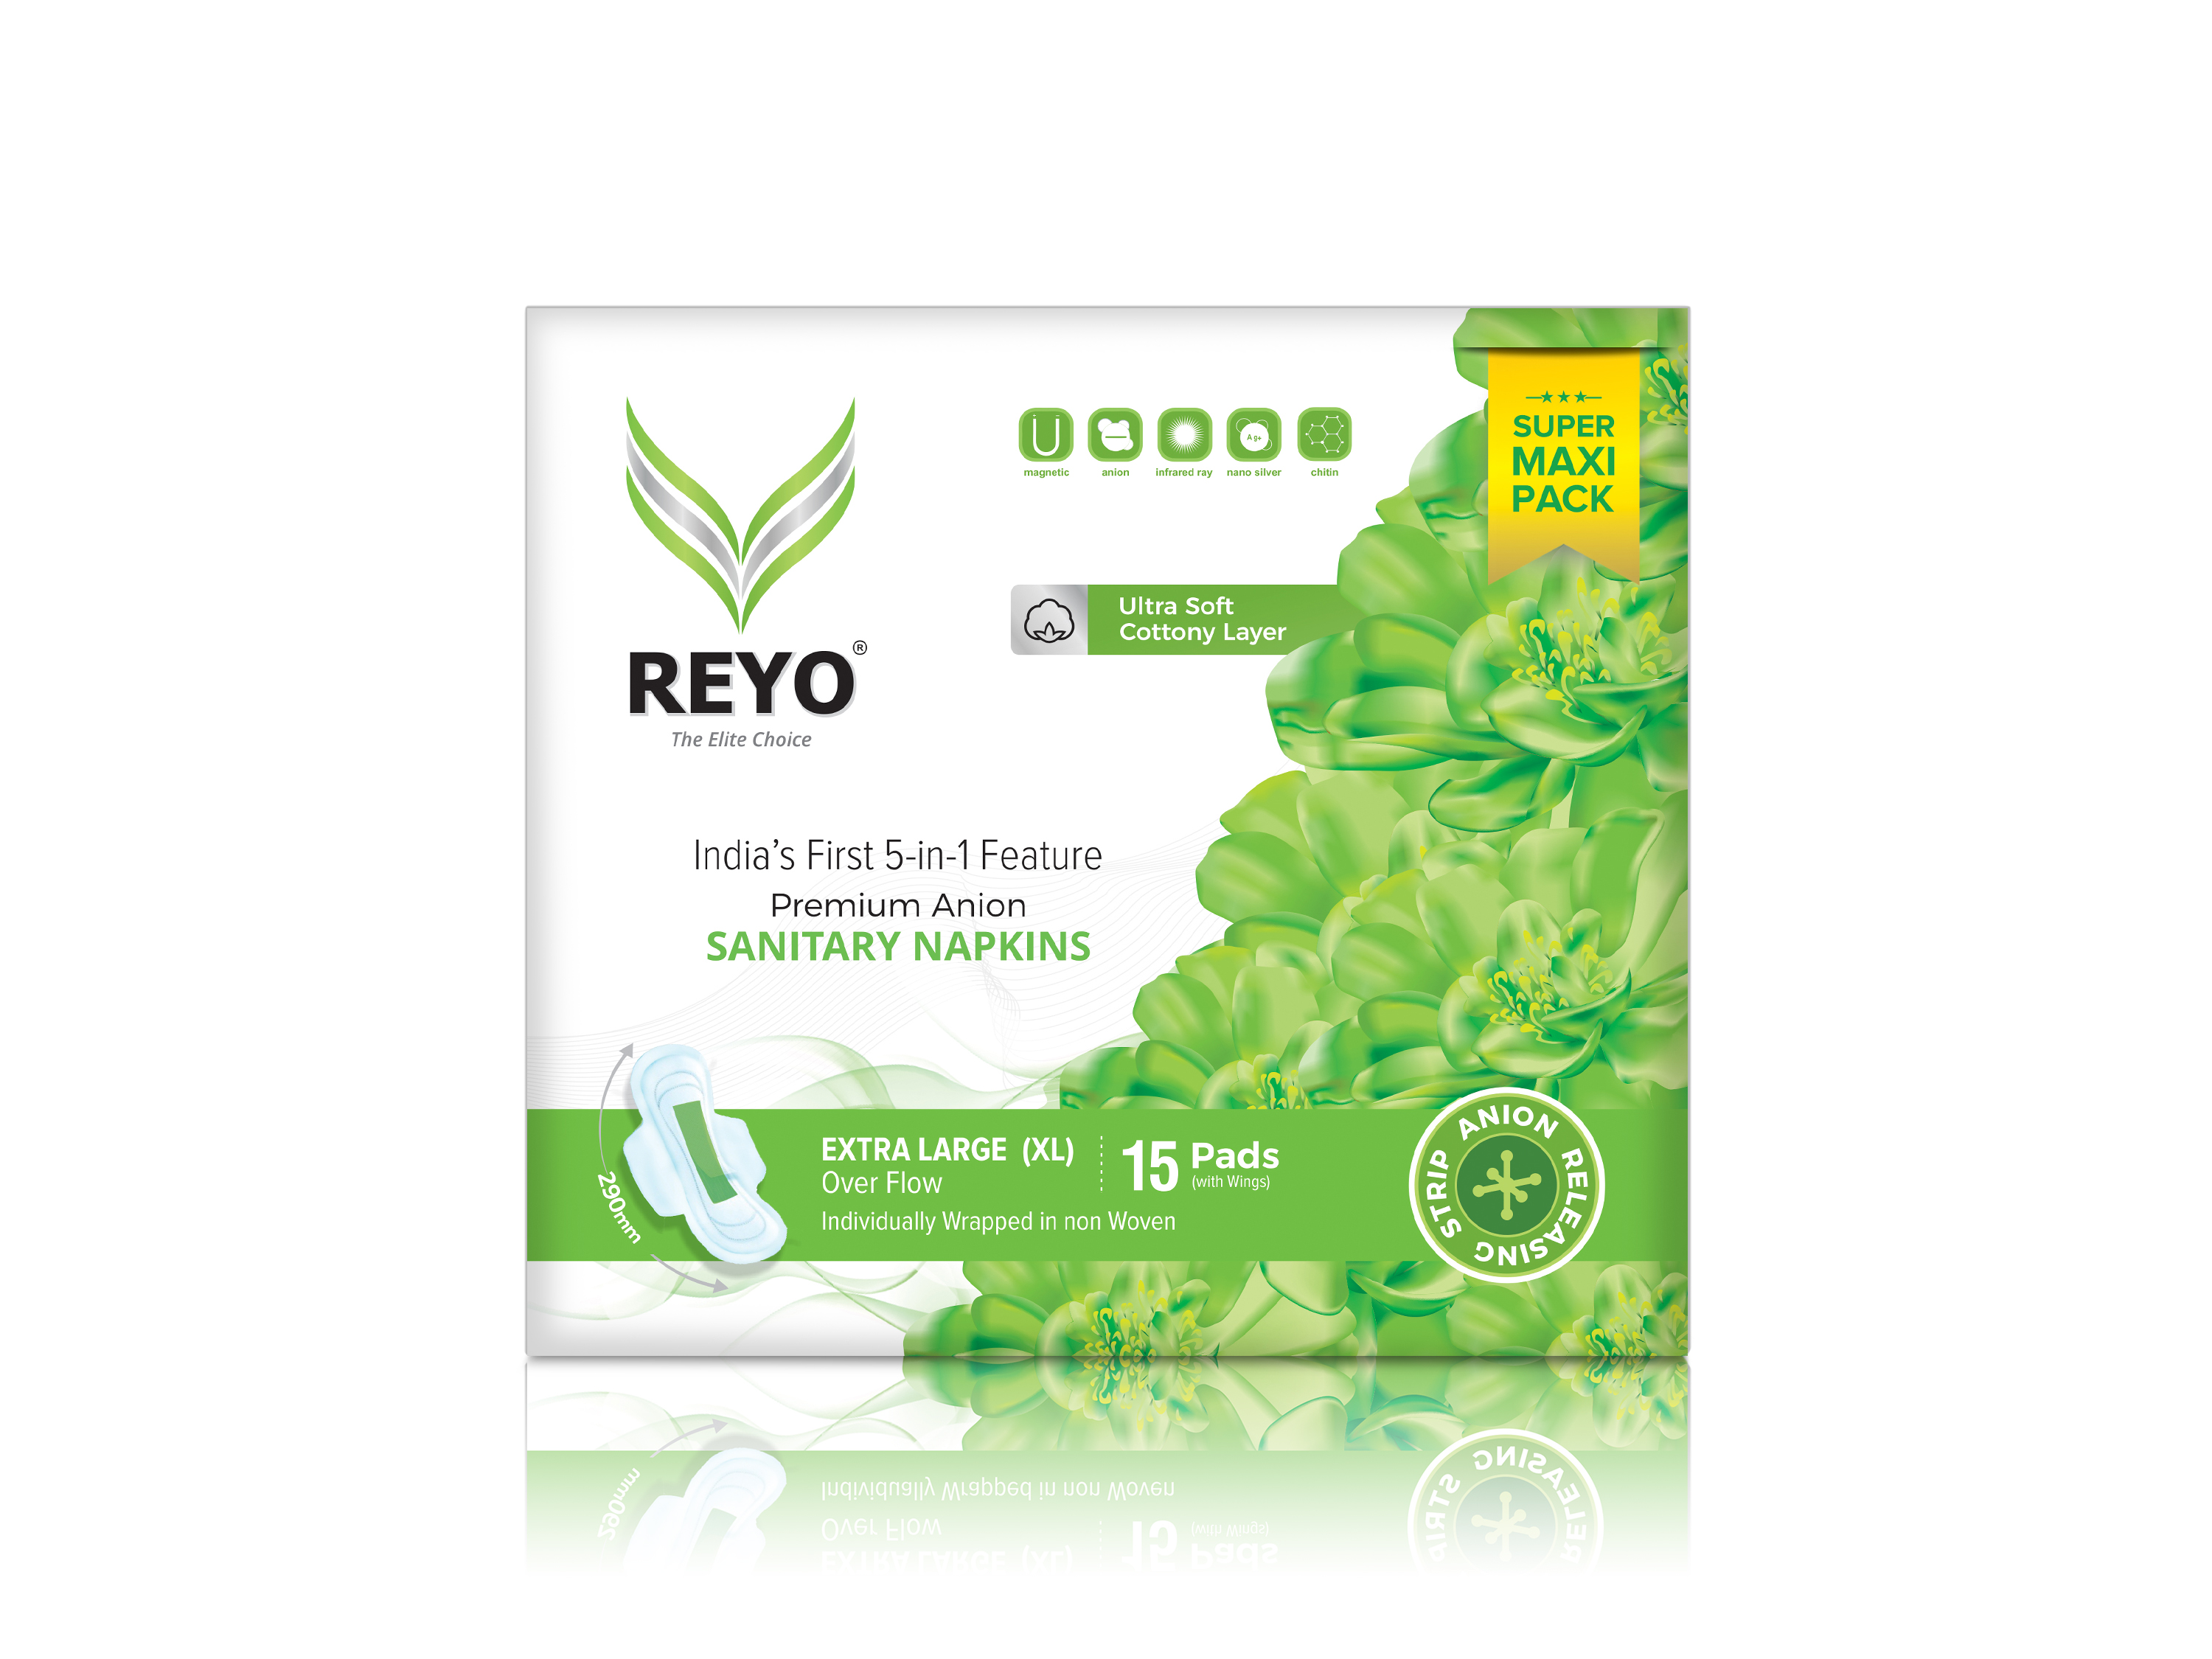 REYO®
The Elite Choice
magnetic
anion
infrared ray
nano silver
Ag+
chitin
★★★
SUPER
MAXI
PACK
Ultra Soft
Cottony Layer
India's First 5-in-1 Feature
Premium Anion
SANITARY NAPKINS
290mm
EXTRA LARGE (XL)
Over Flow
Individually Wrapped in non Woven
15 Pads
(with Wings)
ANION RELEASING STRIP